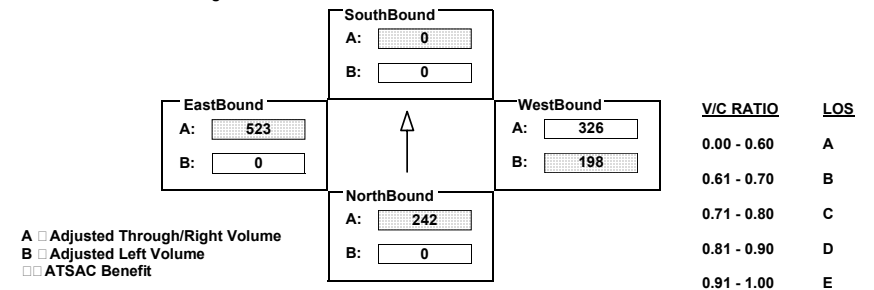 SouthBound
A: 0
B: 0
EastBound
A: 523
B: 0
WestBound
A: 326
B: 198
NorthBound
A: 242
B: 0
A □ Adjusted Through/Right Volume
B □ Adjusted Left Volume
□□ ATSAC Benefit
V/C RATIO LOS
0.00 - 0.60 A
0.61 - 0.70 B
0.71 - 0.80 C
0.81 - 0.90 D
0.91 - 1.00 E